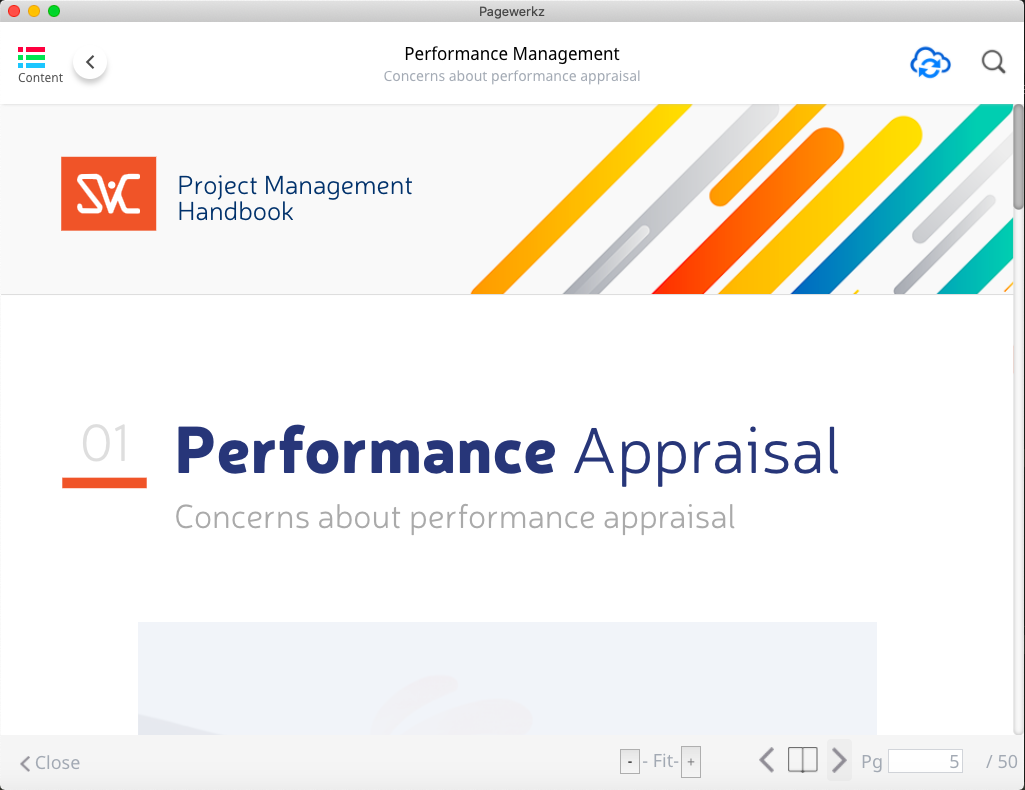 Pagewerkz
Content
Performance Management
Concerns about performance appraisal
SVC
Project Management
Handbook
01
Performance Appraisal
Concerns about performance appraisal
Close
- - Fit- +
Pg 5 / 50